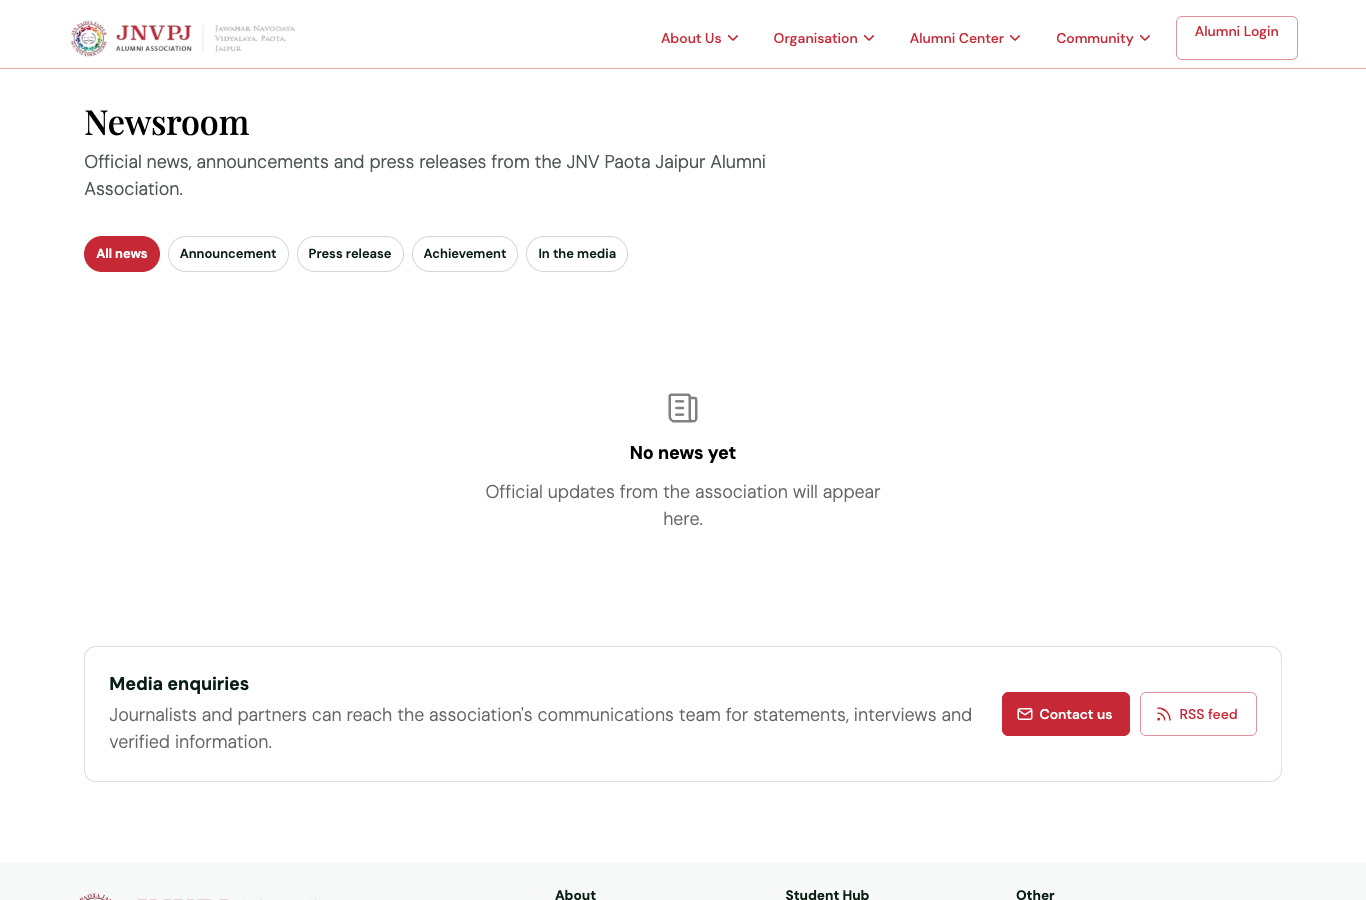 JNVPJ
ALUMNI ASSOCIATION
Jawahar Navodaya
Vidyalaya, Paota,
Jaipur
About Us
Organisation
Alumni Center
Community
Alumni Login
Newsroom
Official news, announcements and press releases from the JNV Paota Jaipur Alumni
Association.
All news
Announcement
Press release
Achievement
In the media
No news yet
Official updates from the association will appear
here.
Media enquiries
Journalists and partners can reach the association's communications team for statements, interviews and
verified information.
Contact us
RSS feed
About
Student Hub
Other